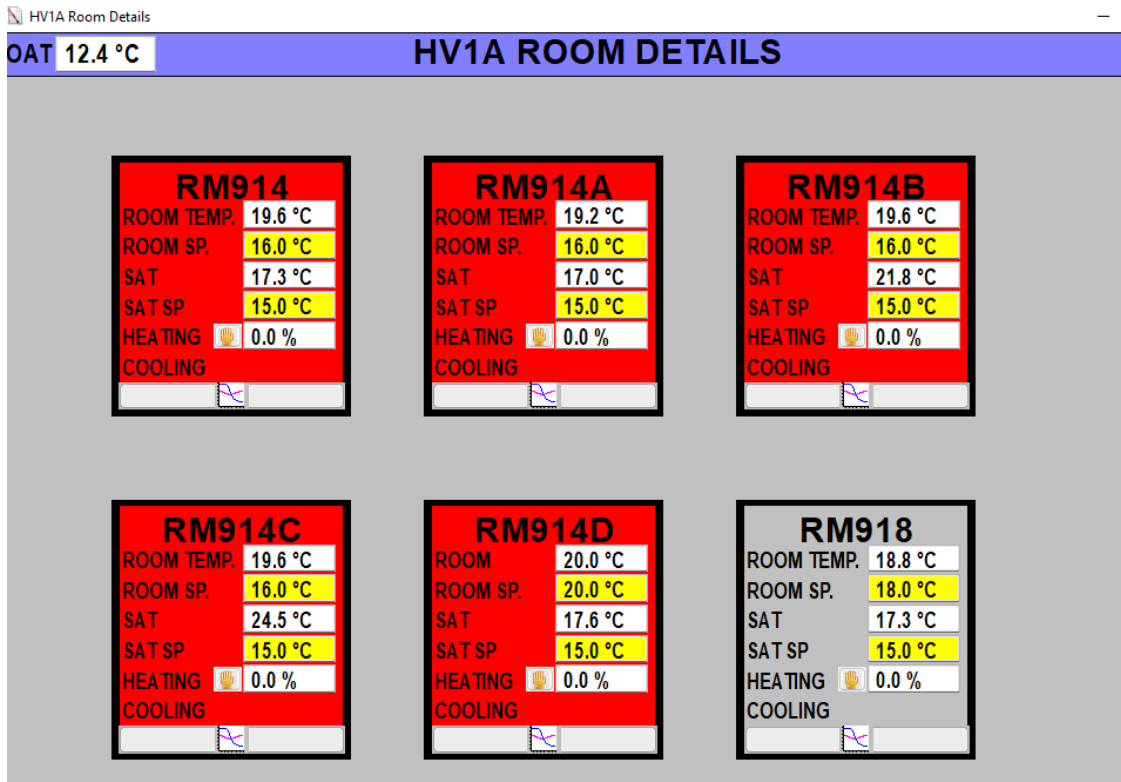 HV1A Room Details
OAT 12.4 °C HV1A ROOM DETAILS
RM914
ROOM TEMP. 19.6 °C
ROOM SP. 16.0 °C
SAT 17.3 °C
SAT SP 15.0 °C
HEATING 0.0 %
COOLING
RM914A
ROOM TEMP. 19.2 °C
ROOM SP. 16.0 °C
SAT 17.0 °C
SAT SP 15.0 °C
HEATING 0.0 %
COOLING
RM914B
ROOM TEMP. 19.6 °C
ROOM SP. 16.0 °C
SAT 21.8 °C
SAT SP 15.0 °C
HEATING 0.0 %
COOLING
RM914C
ROOM TEMP. 19.6 °C
ROOM SP. 16.0 °C
SAT 24.5 °C
SAT SP 15.0 °C
HEATING 0.0 %
COOLING
RM914D
ROOM 20.0 °C
ROOM SP. 20.0 °C
SAT 17.6 °C
SAT SP 15.0 °C
HEATING 0.0 %
COOLING
RM918
ROOM TEMP. 18.8 °C
ROOM SP. 18.0 °C
SAT 17.3 °C
SAT SP 15.0 °C
HEATING 0.0 %
COOLING